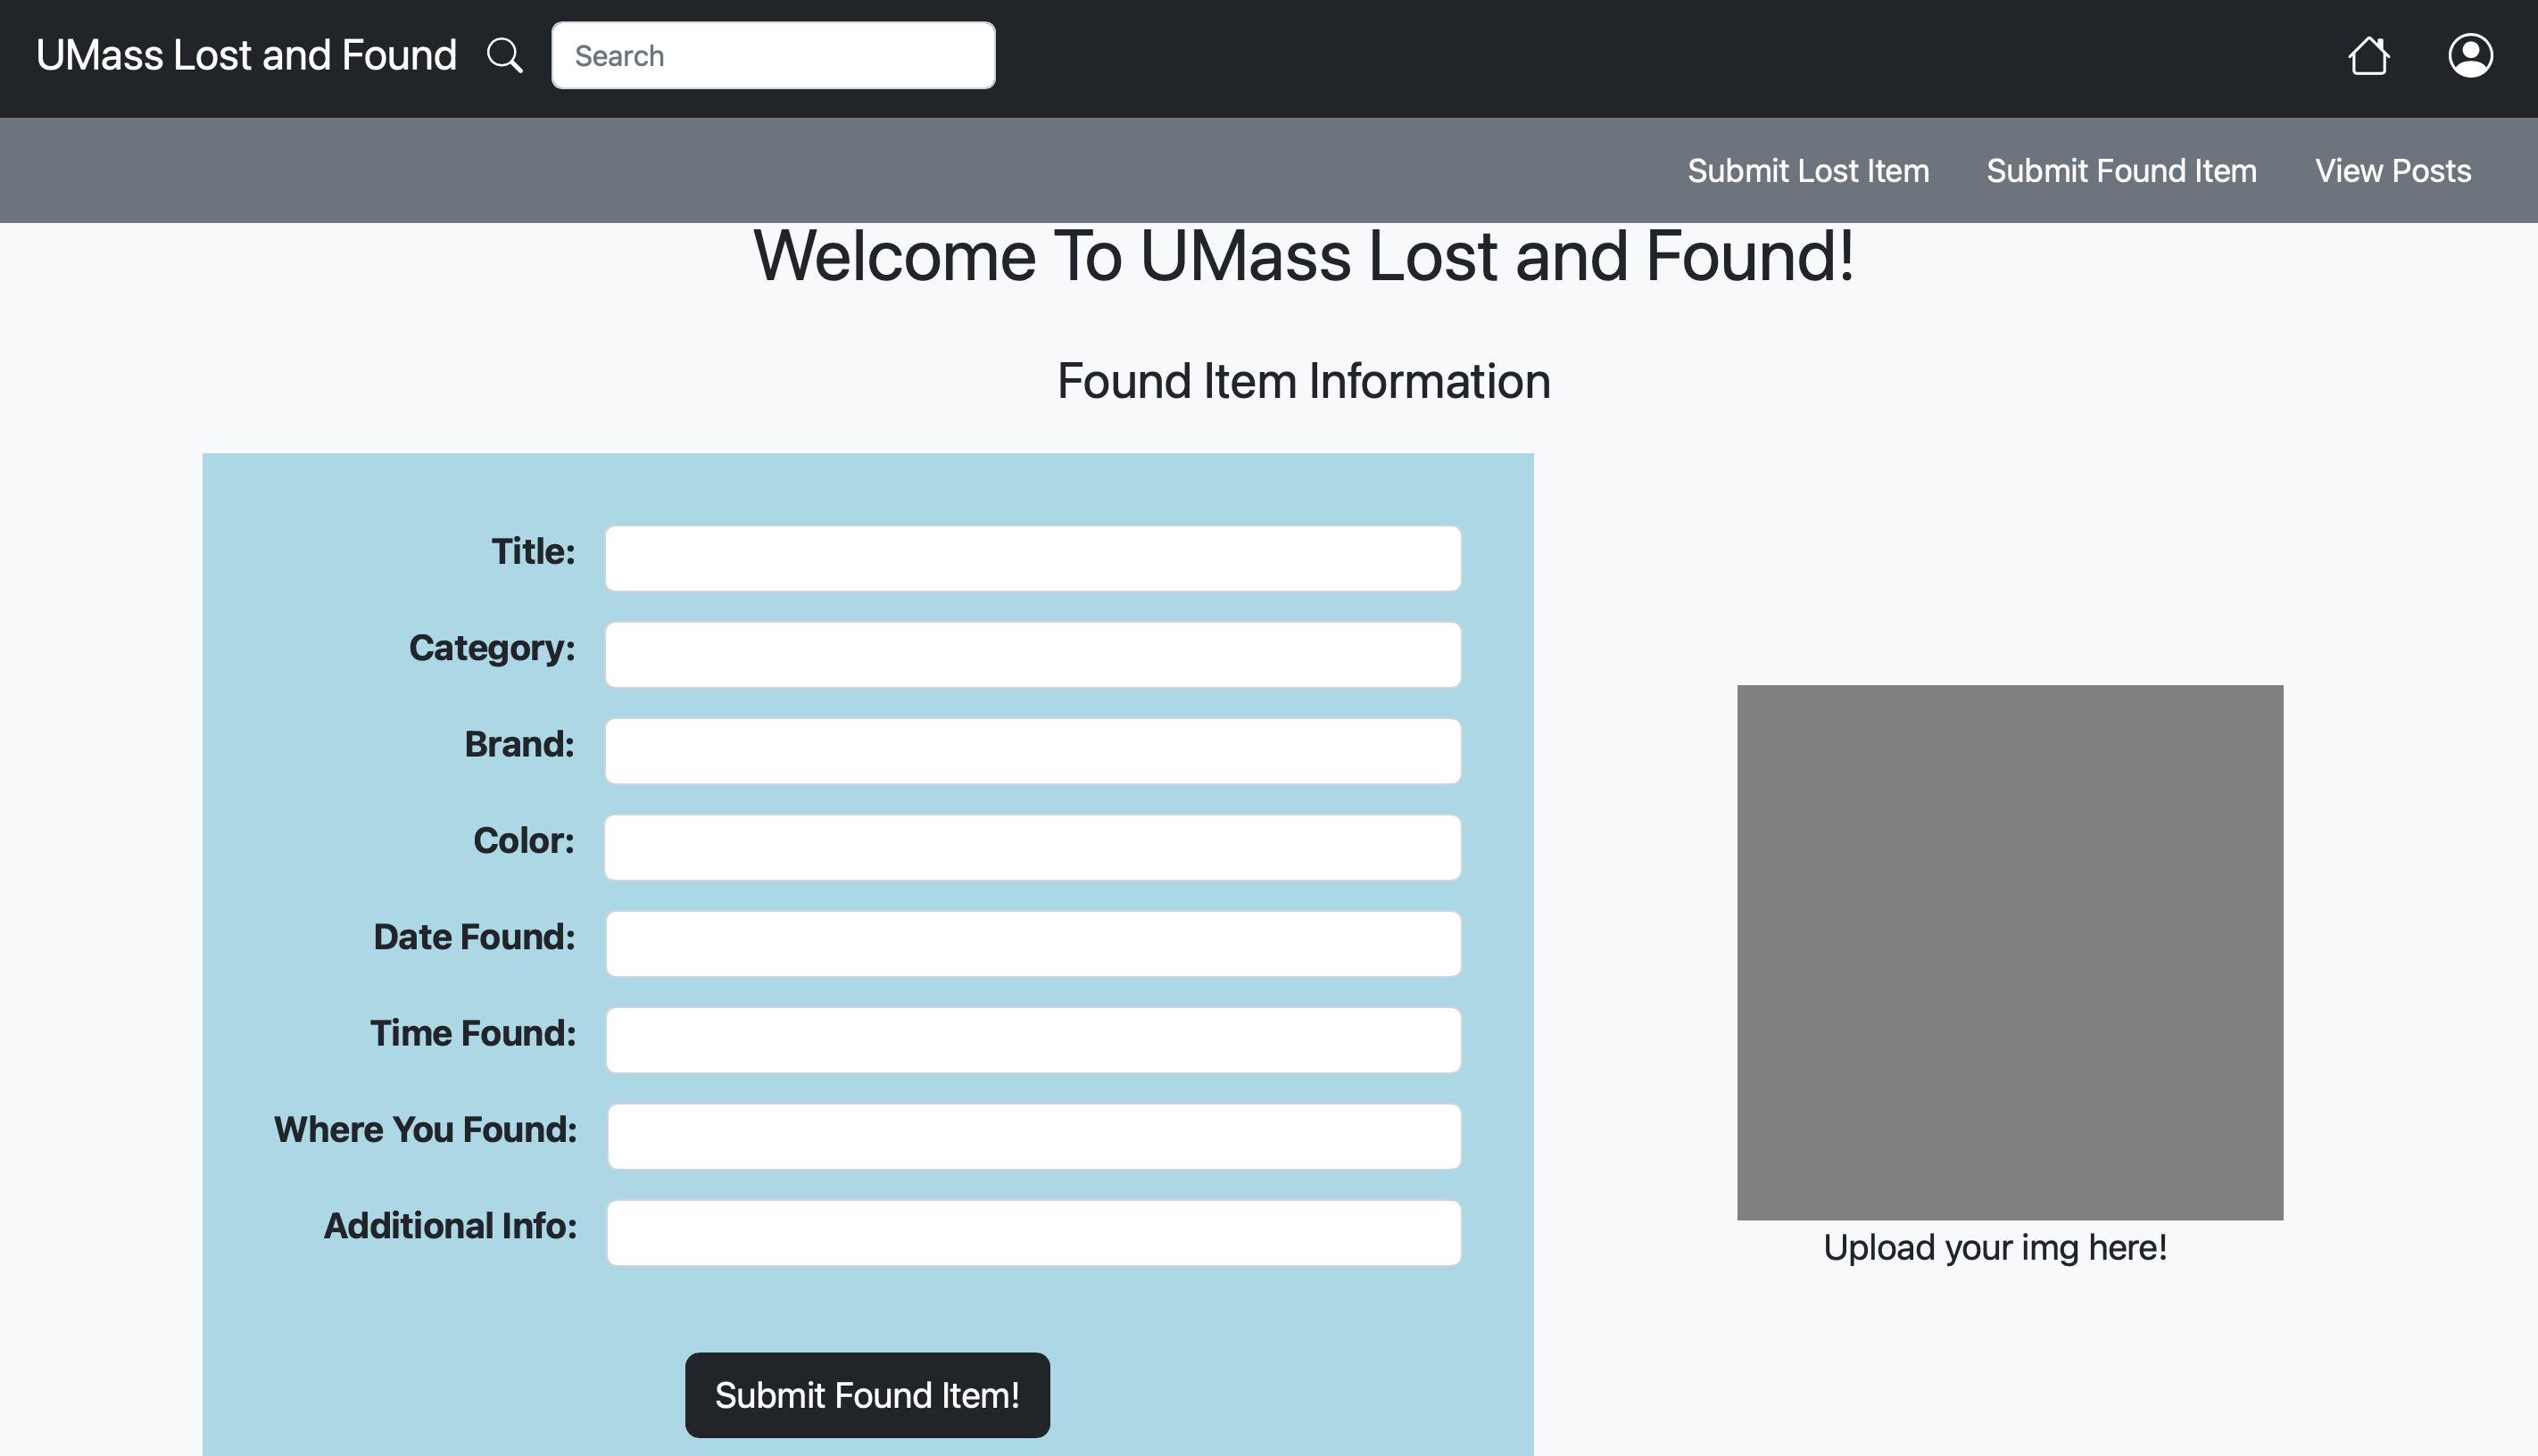 UMass Lost and Found
Search
Submit Lost Item Submit Found Item View Posts
Welcome To UMass Lost and Found!
Found Item Information
Title:
Category:
Brand:
Color:
Date Found:
Time Found:
Where You Found:
Additional Info:
Upload your img here!
Submit Found Item!